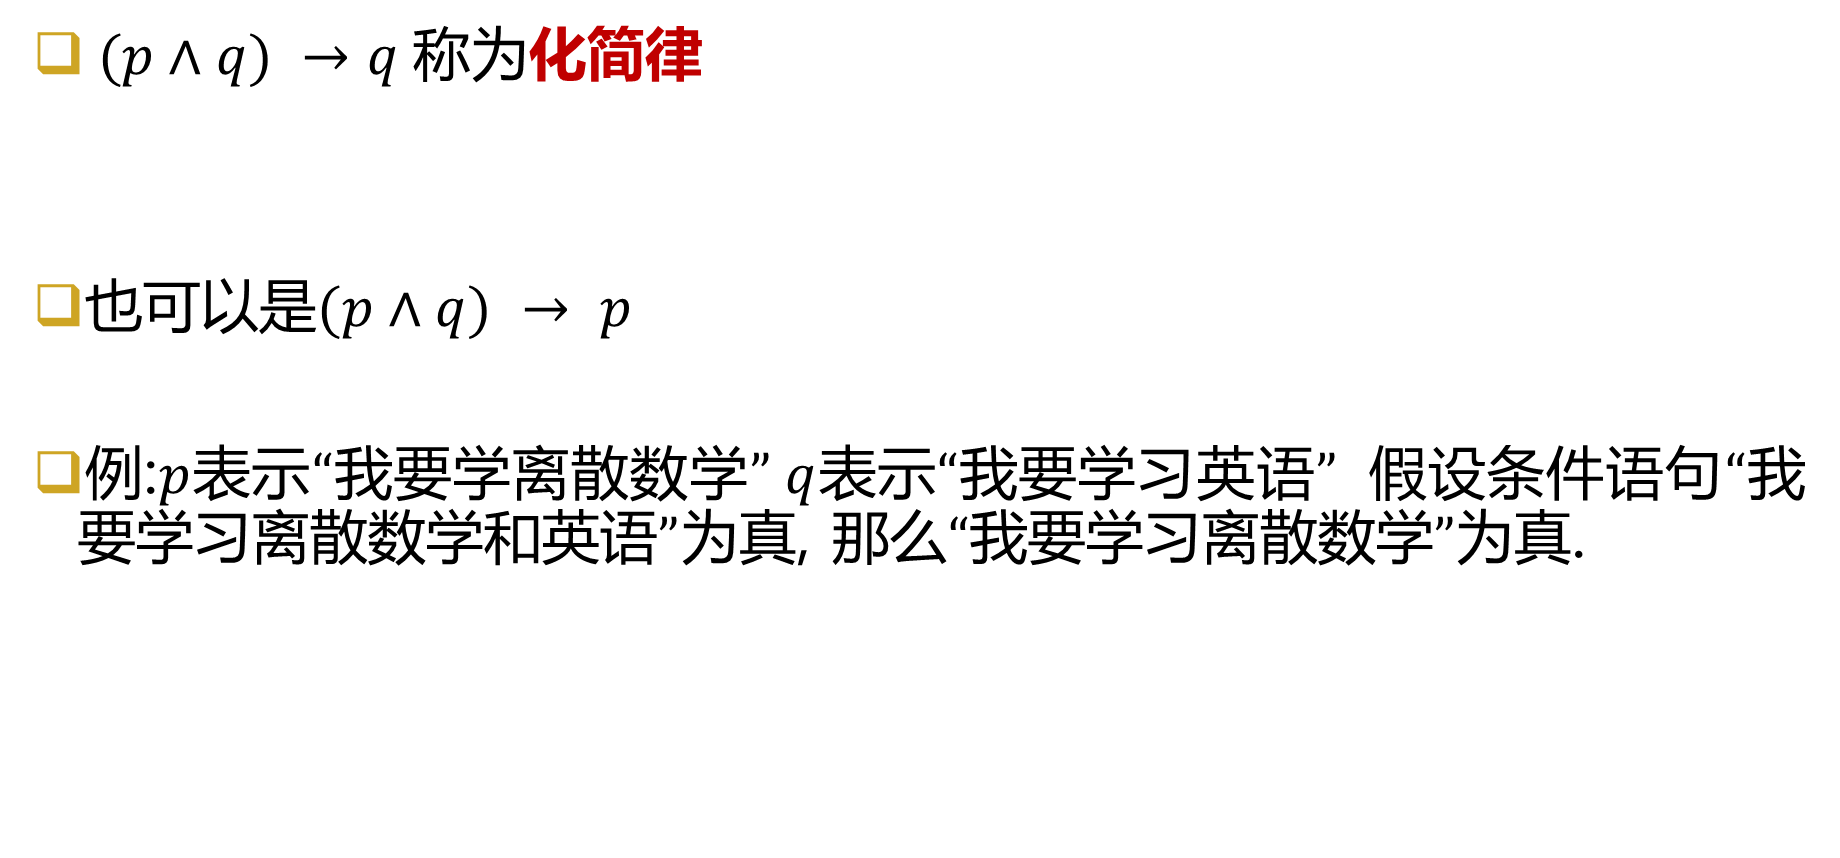 (p ∧ q) → q 称为化简律
也可以是(p ∧ q) → p
例:p表示“我要学离散数学” q表示“我要学习英语” 假设条件语句“我
要学习离散数学和英语”为真, 那么“我要学习离散数学”为真.